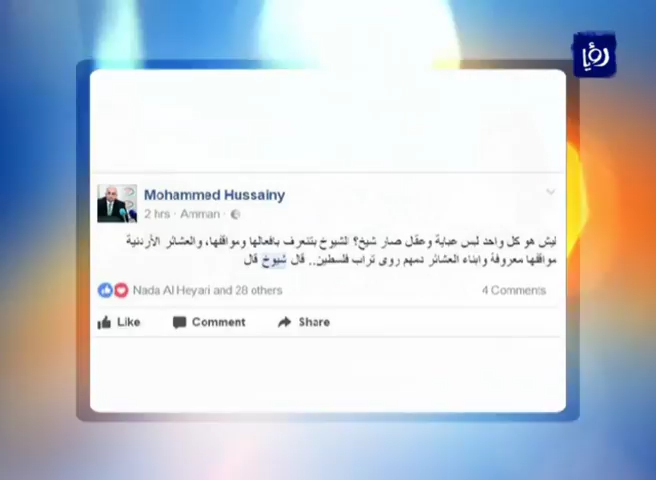 رؤيا
Mohammed Hussainy
2 hrs · Amman ·
ليش هو كل واحد لبس عباية وعقال صار شيخ؟ الشيوخ بتنعرف بافعالها ومواقفها، والعشائر الأردنية
مواقفها معروفة وابناء العشائر دمهم روى تراب فلسطين.. قال شيوخ قال
Nada Al Heyari and 28 others 4 Comments
Like Comment Share